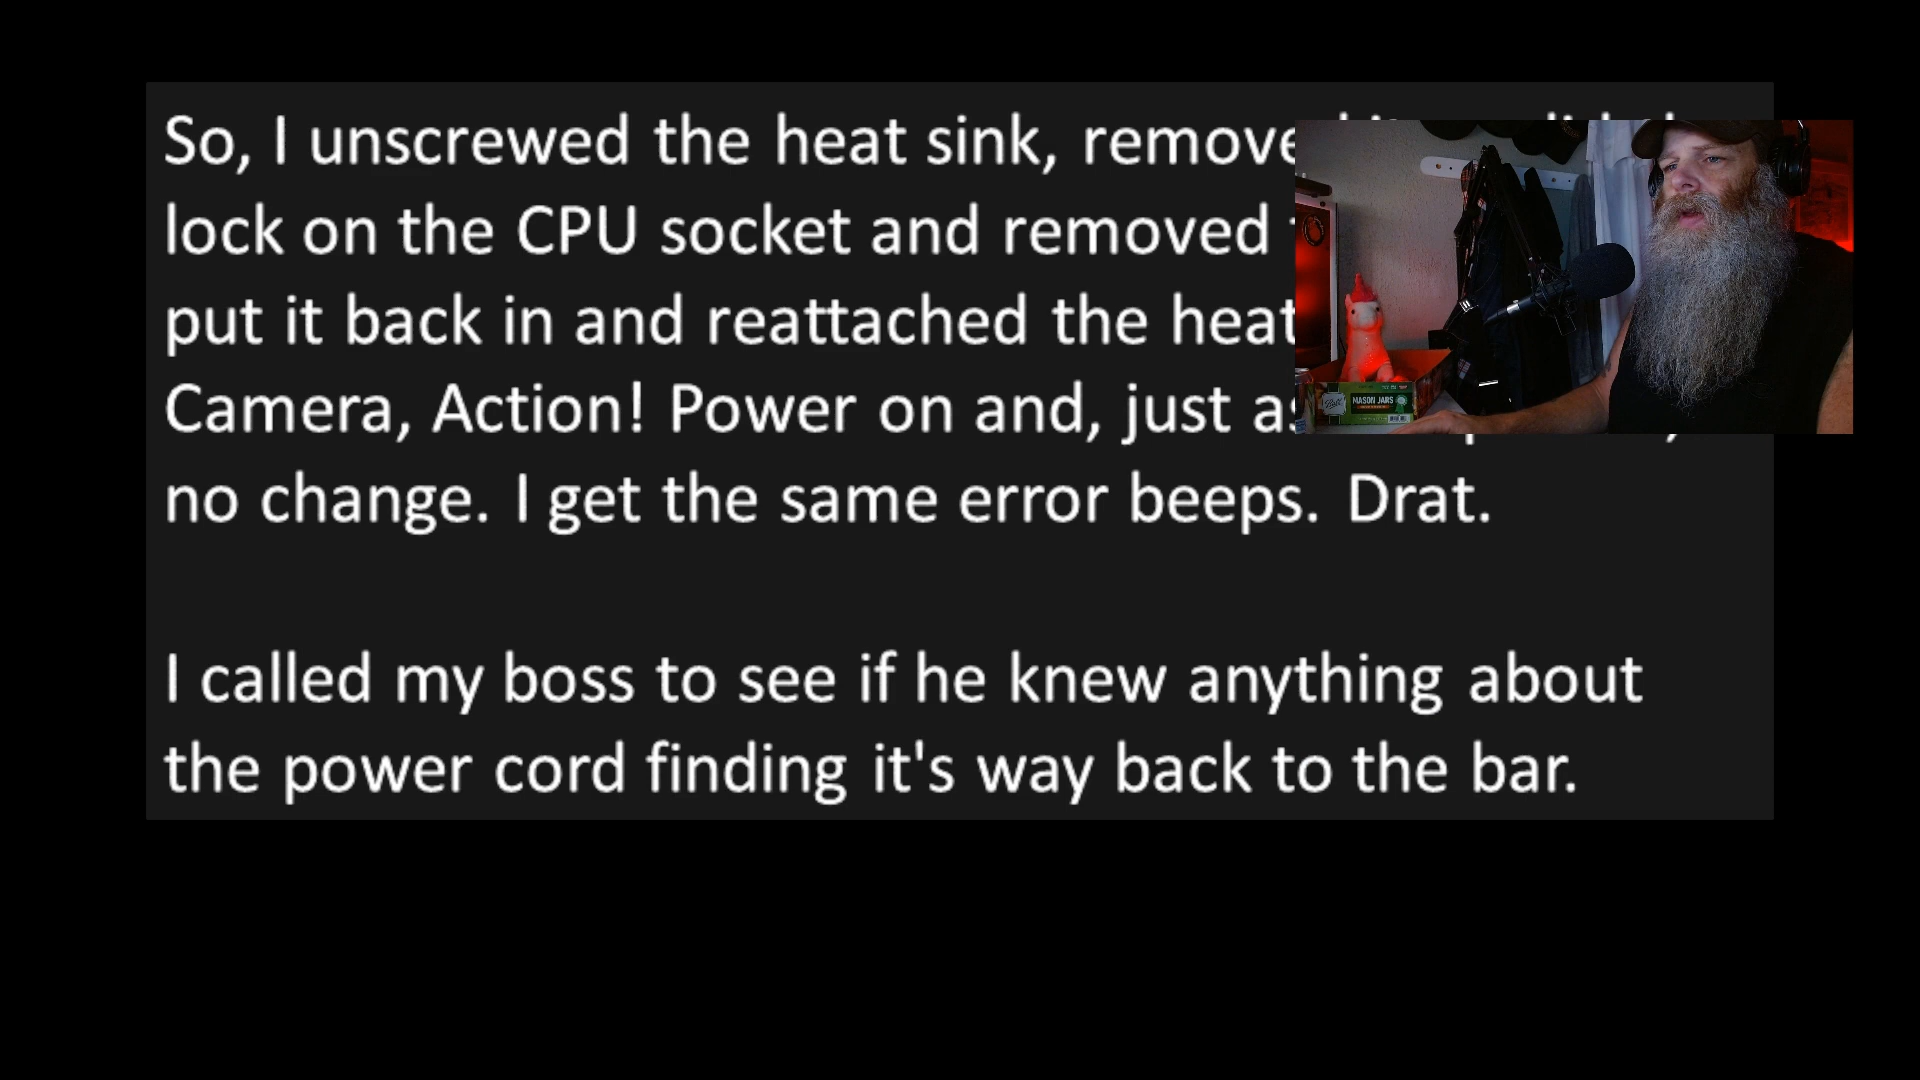 So, I unscrewed the heat sink,
lock on the CPU socket and removed
put it back in and reattached the heat
Camera, Action! Power on and, just
no change. I get the same error beeps. Drat.
I called my boss to see if he knew anything about
the power cord finding it's way back to the bar.
Ball
MASON JARS